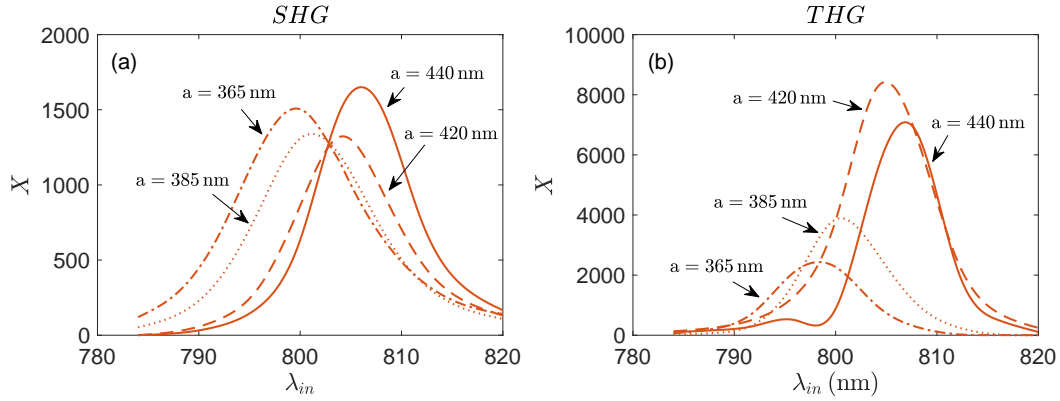 SHG
2000
1500
1000
500
0
780
790
800
810
820
X
λin
(a)
a = 365 nm
a = 440 nm
a = 420 nm
a = 385 nm
THG
10000
8000
6000
4000
2000
0
780
790
800
810
820
X
λin (nm)
(b)
a = 420 nm
a = 440 nm
a = 385 nm
a = 365 nm